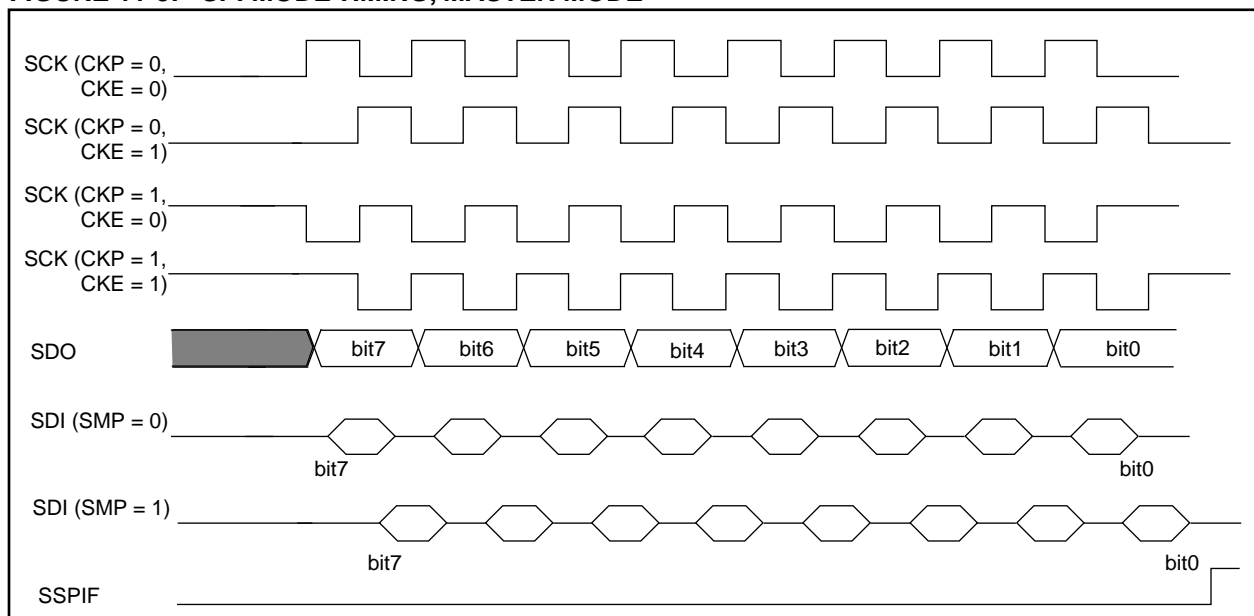 SCK (CKP = 0,
CKE = 0)
SCK (CKP = 0,
CKE = 1)
SCK (CKP = 1,
CKE = 0)
SCK (CKP = 1,
CKE = 1)
SDO bit7 bit6 bit5 bit4 bit3 bit2 bit1 bit0
SDI (SMP = 0)
bit7 bit0
SDI (SMP = 1)
bit7 bit0
SSPIF